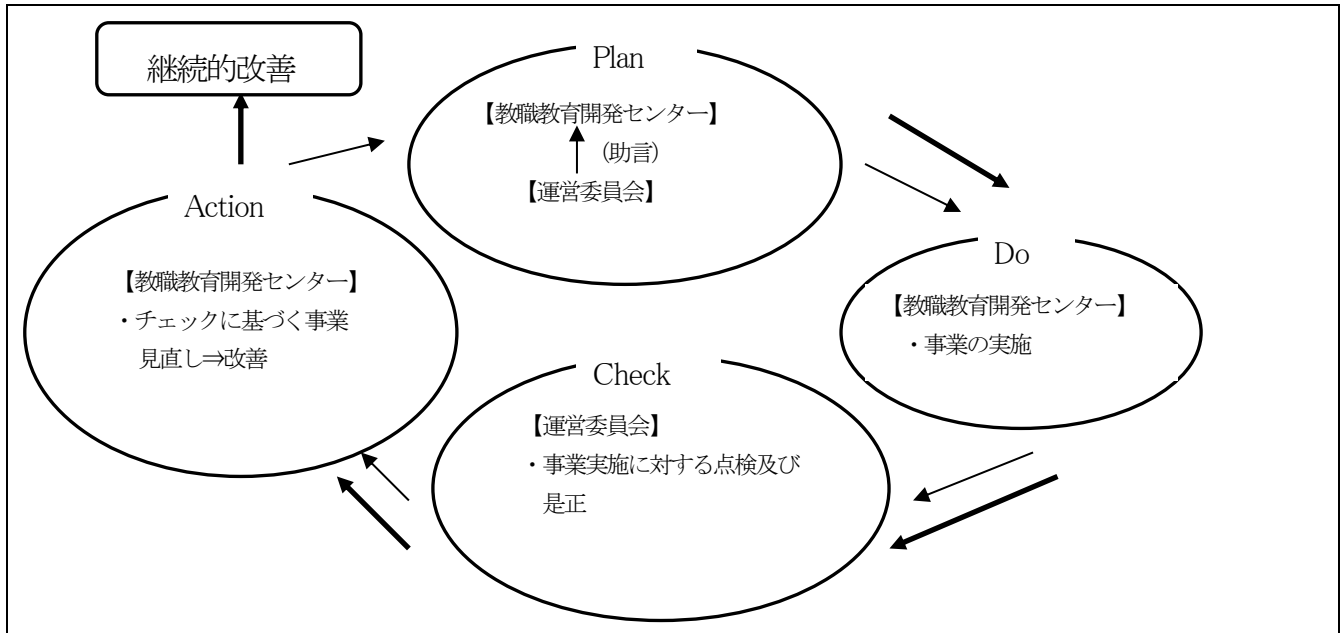 継続的改善
Plan
【教職教育開発センター】
(助言)
【運営委員会】
Action
【教職教育開発センター】
・チェックに基づく事業
見直し⇒改善
Do
【教職教育開発センター】
・事業の実施
Check
【運営委員会】
・事業実施に対する点検及び
是正